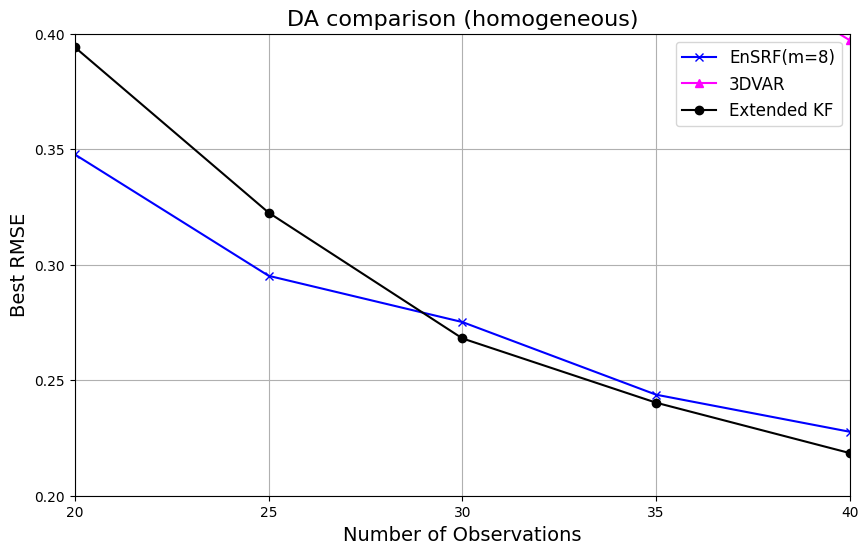 DA comparison (homogeneous)
EnSRF(m=8)
3DVAR
Extended KF
Best RMSE
0.40
0.35
0.30
0.25
0.20
20
25
30
35
40
Number of Observations